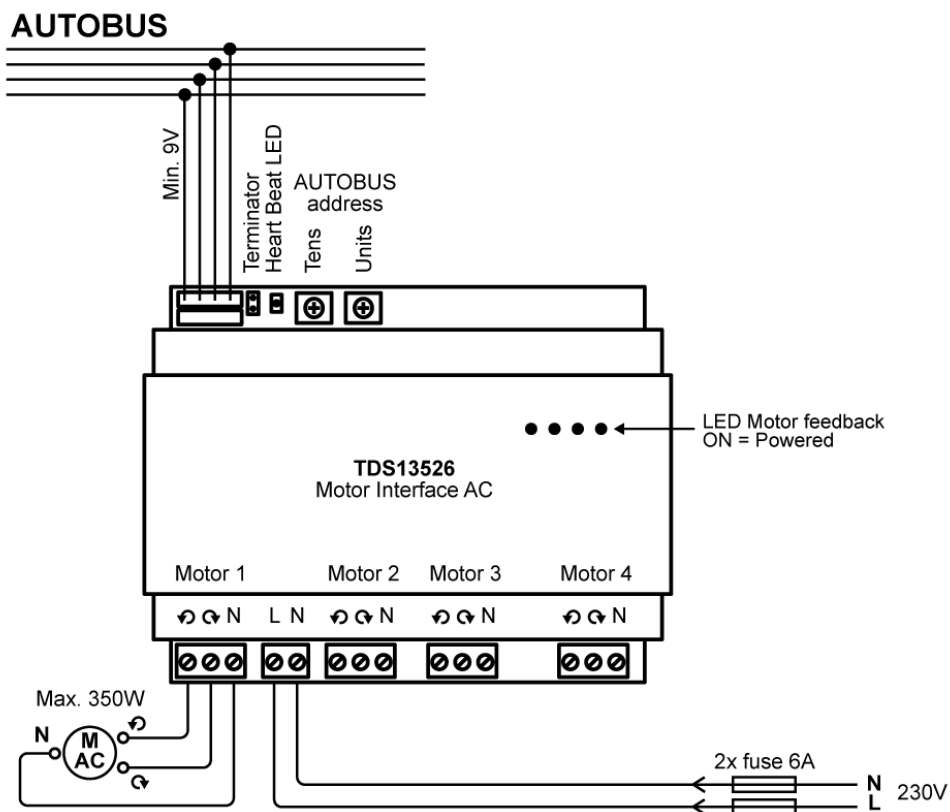 AUTOBUS
Min. 9V
Terminator
Heart Beat LED
AUTOBUS
address
Tens
Units
LED Motor feedback
ON = Powered
TDS13526
Motor Interface AC
Motor 1 Motor 2 Motor 3 Motor 4
N L N N N N
Max. 350W
N
M
AC
2x fuse 6A
N
L
230V